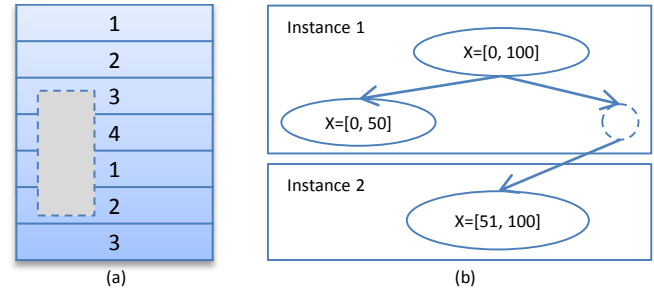 1
2
3
4
1
2
3
(a)
Instance 1
X=[0, 100]
X=[0, 50]
Instance 2
X=[51, 100]
(b)